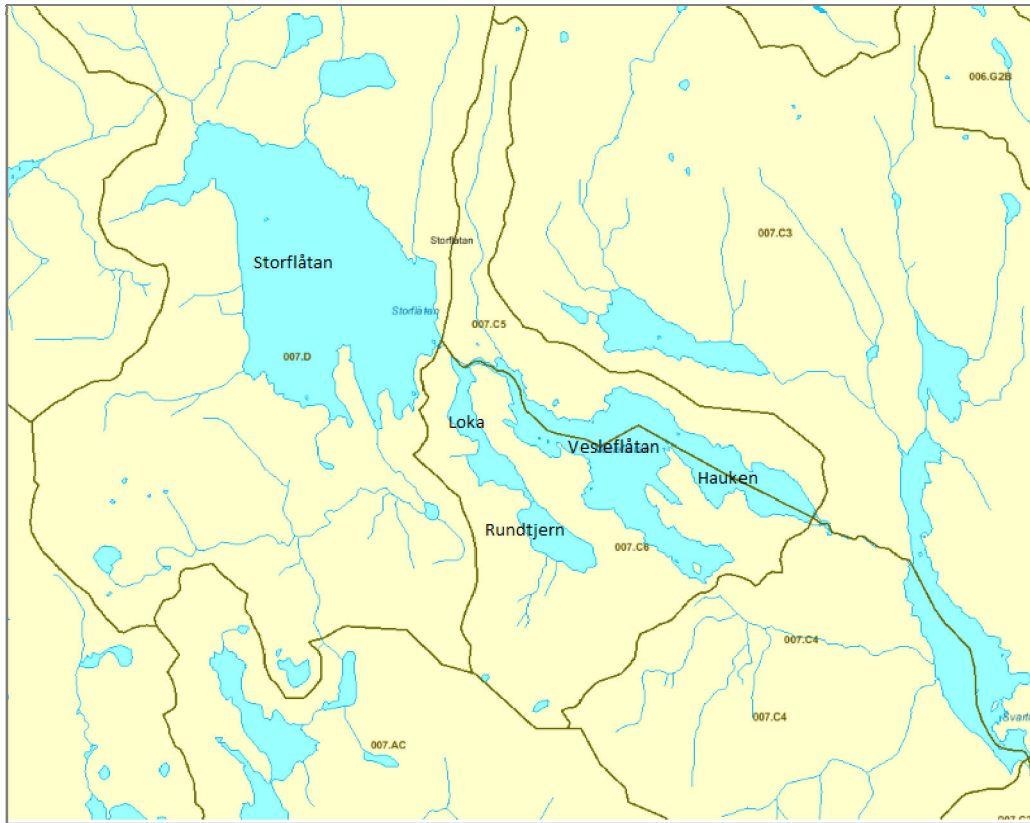 006.G2B
007.C3
Storflåtan
Storflåtan
Storflåtan
007.C5
007.D
Loka
Vesleflåtan
Hauken
Rundtjern
007.C6
007.C4
007.C4
007.AC